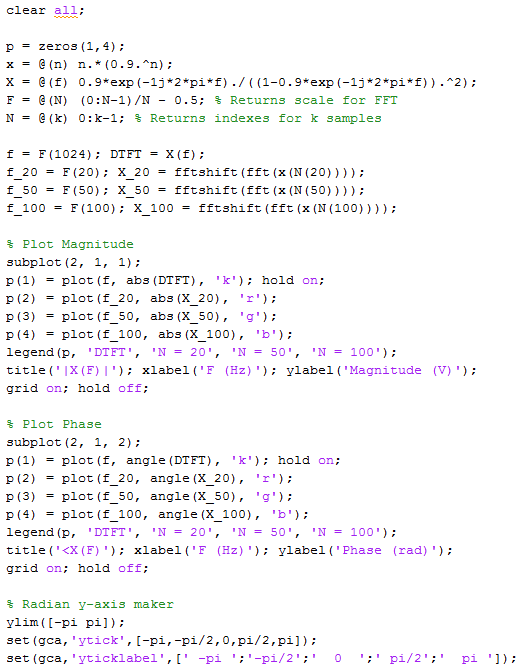 clear all;
p = zeros(1,4);
x = @(n) n.*(0.9.^n);
X = @(f) 0.9*exp(-1j*2*pi*f)./((1-0.9*exp(-1j*2*pi*f)).^2);
F = @(N) (0:N-1)/N - 0.5; % Returns scale for FFT
N = @(k) 0:k-1; % Returns indexes for k samples
f = F(1024); DTFT = X(f);
f_20 = F(20); X_20 = fftshift(fft(x(N(20))));
f_50 = F(50); X_50 = fftshift(fft(x(N(50))));
f_100 = F(100); X_100 = fftshift(fft(x(N(100))));
% Plot Magnitude
subplot(2, 1, 1);
p(1) = plot(f, abs(DTFT), 'k'); hold on;
p(2) = plot(f_20, abs(X_20), 'r');
p(3) = plot(f_50, abs(X_50), 'g');
p(4) = plot(f_100, abs(X_100), 'b');
legend(p, 'DTFT', 'N = 20', 'N = 50', 'N = 100');
title('|X(F)|'); xlabel('F (Hz)'); ylabel('Magnitude (V)');
grid on; hold off;
% Plot Phase
subplot(2, 1, 2);
p(1) = plot(f, angle(DTFT), 'k'); hold on;
p(2) = plot(f_20, angle(X_20), 'r');
p(3) = plot(f_50, angle(X_50), 'g');
p(4) = plot(f_100, angle(X_100), 'b');
legend(p, 'DTFT', 'N = 20', 'N = 50', 'N = 100');
title('<X(F)'); xlabel('F (Hz)'); ylabel('Phase (rad)');
grid on; hold off;
% Radian y-axis maker
ylim([-pi pi]);
set(gca,'ytick',[-pi,-pi/2,0,pi/2,pi]);
set(gca,'yticklabel',[' -pi ';'-pi/2';'  0  ';' pi/2';'  pi ']);